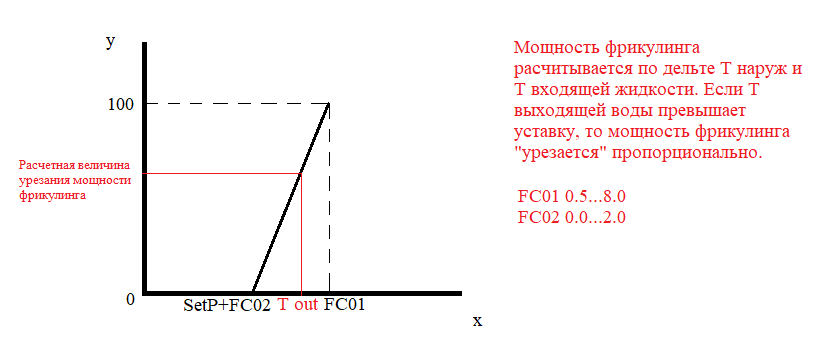 y
100
Расчетная величина
урезания мощности
фрикулинга
0
SetP+FC02 T out FC01
x
Мощность фрикулинга
расчитывается по дельте Т наруж и
Т входящей жидкости. Если Т
выходящей воды превышает
уставку, то мощность фрикулинга
"урезается" пропорционально.
FC01 0.5...8.0
FC02 0.0...2.0